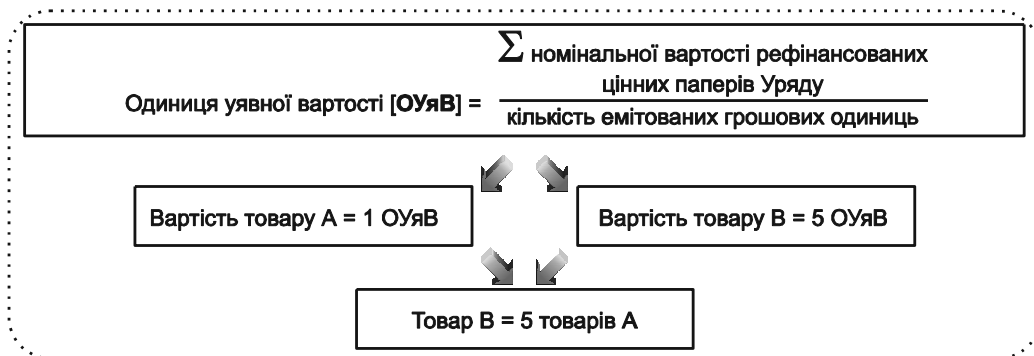 Σ номінальної вартості рефінансованих
цінних паперів Уряду
Одиниця уявної вартості [ОУяВ] =
кількість емітованих грошових одиниць
Вартість товару А = 1 ОУяВ
Вартість товару В = 5 ОУяВ
Товар В = 5 товарів А